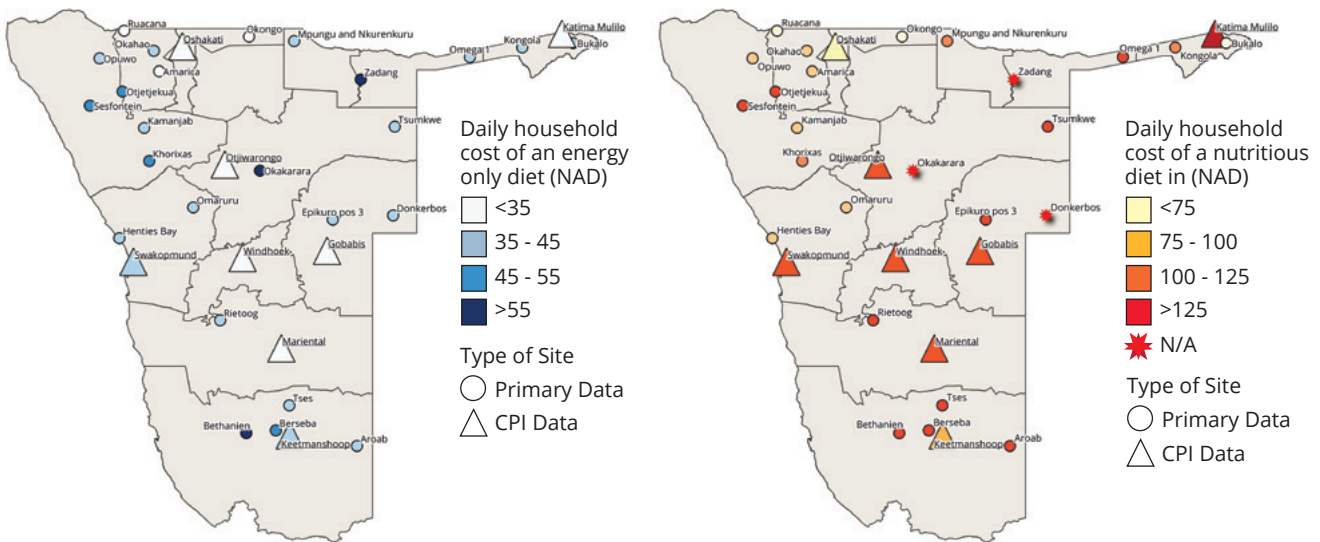 Ruacana
Okongo
Katima Mulilo
Okahao
Oshakati
Mpungu and Nkurenkuru
Kongola
Bukalo
Omega 1
Opuwo
Amarica
Zadang
Otjetjekua
Sesfontein
25
Kamanjab
Tsumkwe
Khorixas
Otjiwarongo
Okakarara
Omaruru
Epikuro pos 3
Donkerbos
Henties Bay
Swakopmund
Windhoek
Gobabis
Rietoog
Mariental
Tses
Bethanien
Berseba
Keetmanshoop
Aroab
Daily household
cost of an energy
only diet (NAD)
<35
35 - 45
45 - 55
>55
Type of Site
Primary Data
CPI Data
Ruacana
Okongo
Katima Mulilo
Okahao
Oshakati
Mpungu and Nkurenkuru
Omega 1
Bukalo
Kongola
Opuwo
Amarica
Zadang
Otjetjekua
Sesfontein
25
Kamanjab
Tsumkwe
Khorixas
Otjiwarongo
Okakarara
Omaruru
Epikuro pos 3
Donkerbos
Henties Bay
Swakopmund
Windhoek
Gobabis
Rietoog
Mariental
Tses
Bethanien
Berseba
Keetmanshoop
Aroab
Daily household
cost of a nutritious
diet in (NAD)
<75
75 - 100
100 - 125
>125
N/A
Type of Site
Primary Data
CPI Data